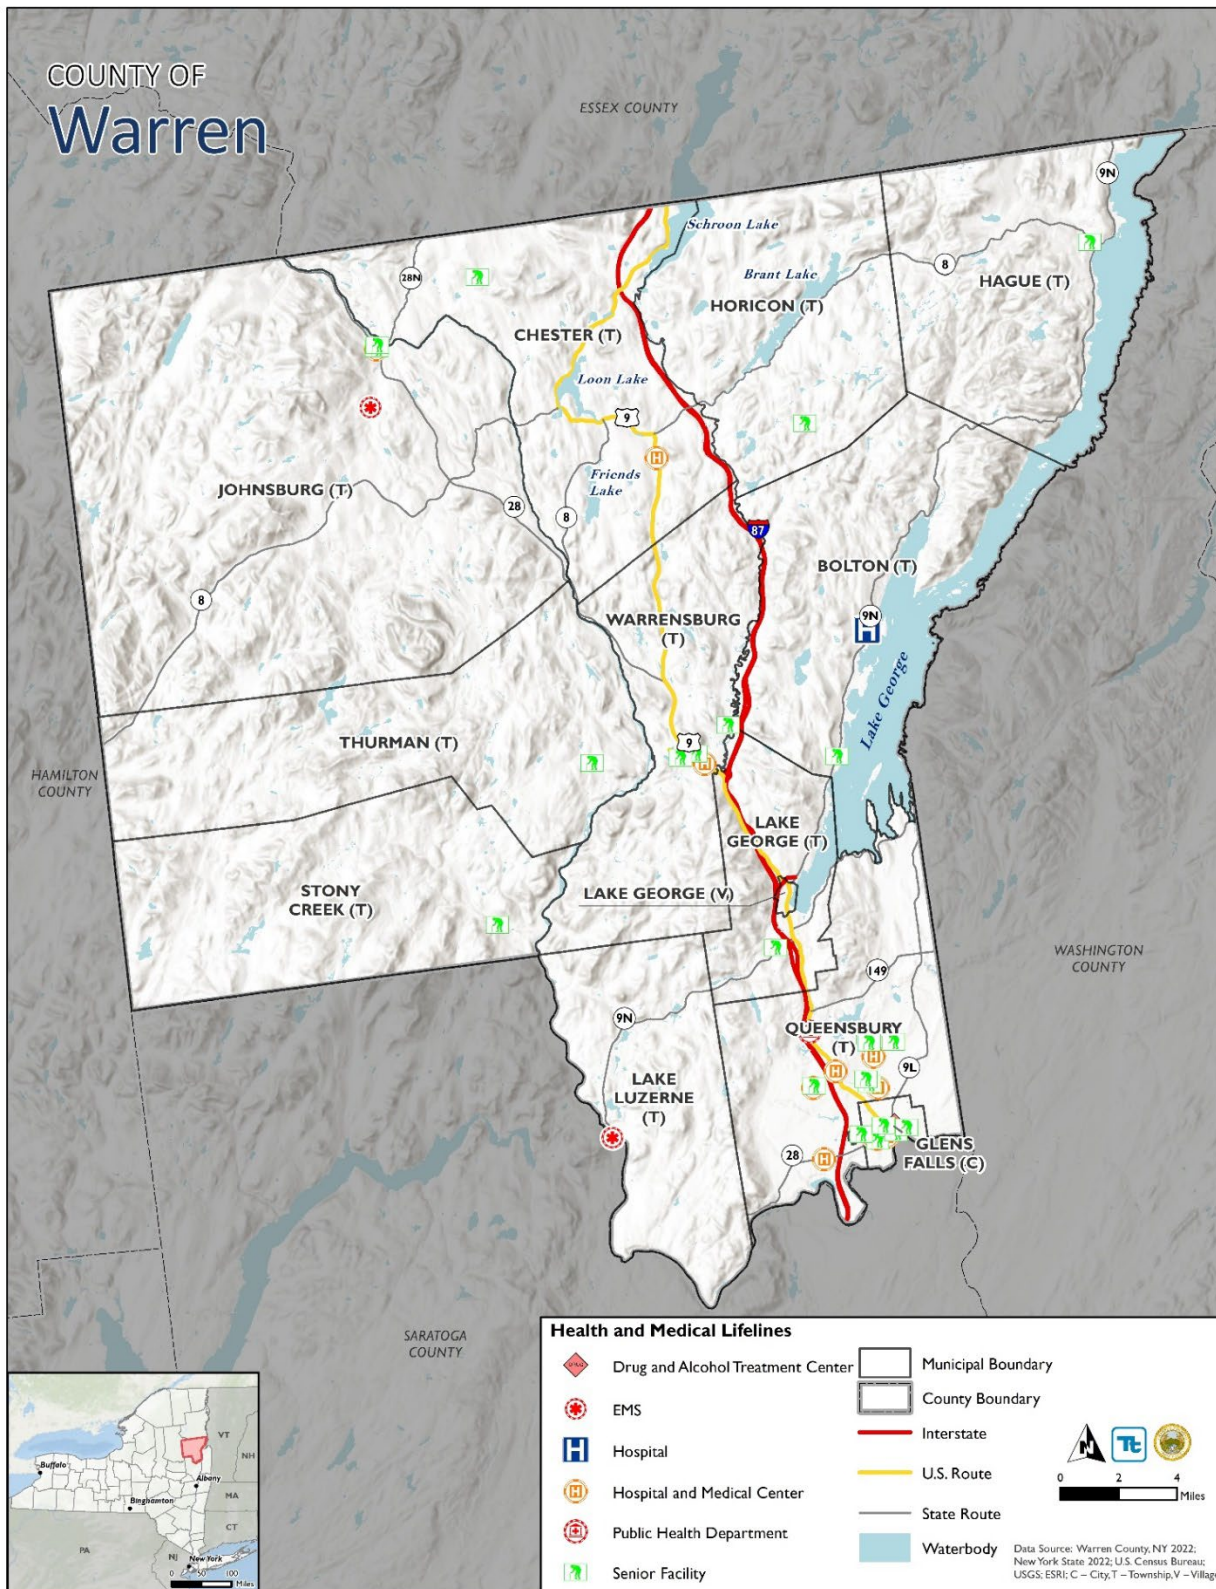 COUNTY OF
Warren
ESSEX COUNTY
9N
Schroon Lake
Brant Lake
8
HAGUE (T)
28N
HORICON (T)
CHESTER (T)
Loon Lake
9
Friends
Lake
JOHNSBURG (T)
28
8
87
BOLTON (T)
8
9N
WARRENSBURG
(T)
Lake George
THURMAN (T)
9
HAMILTON
COUNTY
LAKE
GEORGE (T)
STONY
CREEK (T)
LAKE GEORGE (V)
WASHINGTON
COUNTY
149
9N
QUEENSBURY
(T)
9L
LAKE
LUZERNE
(T)
28
GLENS
FALLS (C)
SARATOGA
COUNTY
Health and Medical Lifelines
Drug and Alcohol Treatment Center
EMS
Hospital
Hospital and Medical Center
Public Health Department
Senior Facility
Municipal Boundary
County Boundary
Interstate
U.S. Route
State Route
Waterbody
N
Tt
0 2 4
Miles
Data Source: Warren County, NY 2022;
New York State 2022; U.S. Census Bureau;
USGS; ESRI; C – City, T – Township, V – Village
VT
NH
Buffalo
Albany
MA
Binghamton
CT
PA
NJ
New York
0 50 100
Miles